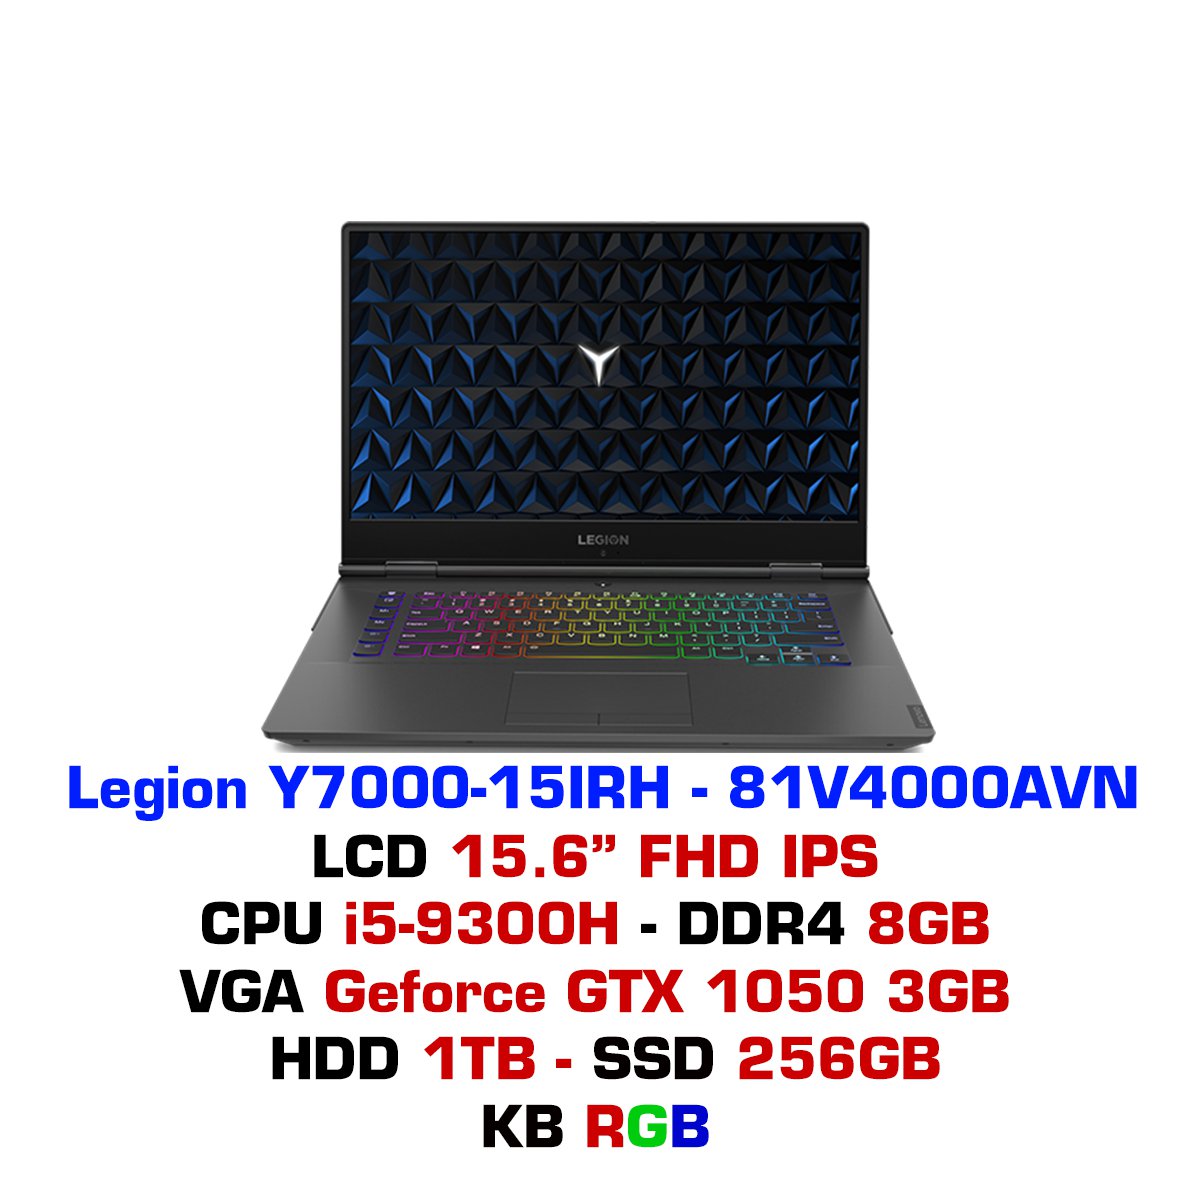 LEGION
Lenovo
Legion Y7000-15IRH - 81V4000AVN
LCD 15.6” FHD IPS
CPU i5-9300H - DDR4 8GB
VGA Geforce GTX 1050 3GB
HDD 1TB - SSD 256GB
KB RGB